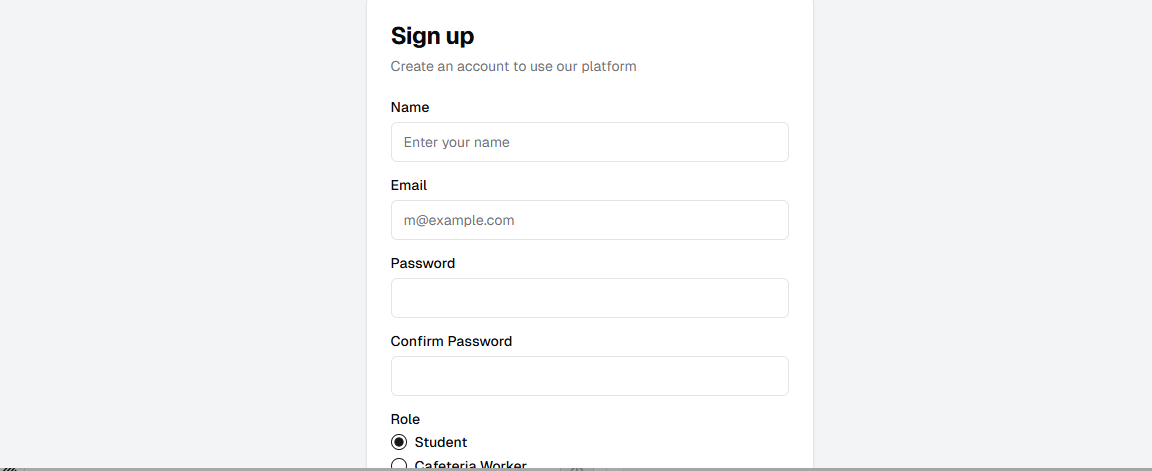 Sign up
Create an account to use our platform
Name
Enter your name
Email
m@example.com
Password
Confirm Password
Role
Student
Cafeteria Worker